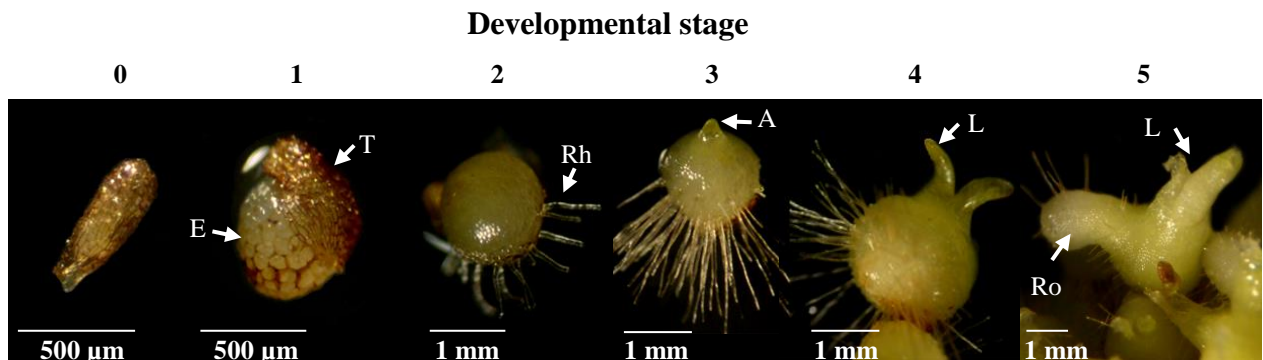 Developmental stage
0 1 2 3 4 5
A L L
T Rh
E
Ro
500 µm 500 µm 1 mm 1 mm 1 mm 1 mm